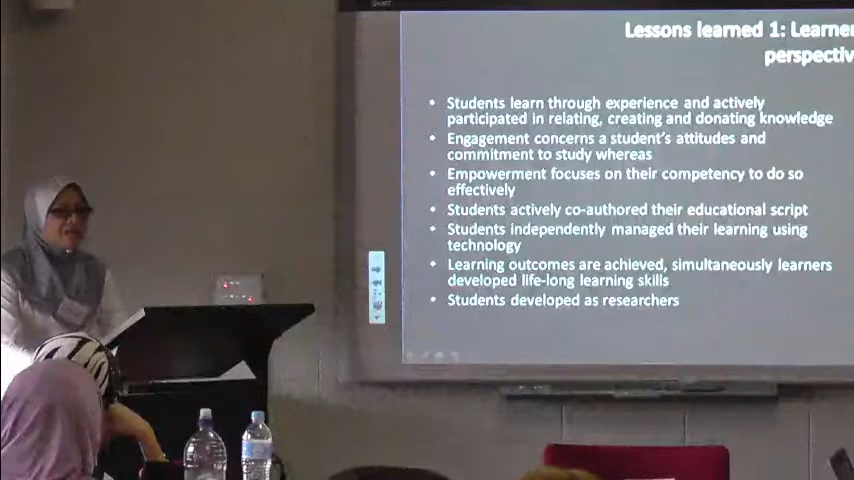 Lessons learned 1: Learner
perspectiv
• Students learn through experience and actively
participated in relating, creating and donating knowledge
• Engagement concerns a student's attitudes and
commitment to study whereas
• Empowerment focuses on their competency to do so
effectively
• Students actively co-authored their educational script
• Students independently managed their learning using
technology
• Learning outcomes are achieved, simultaneously learners
developed life-long learning skills
• Students developed as researchers